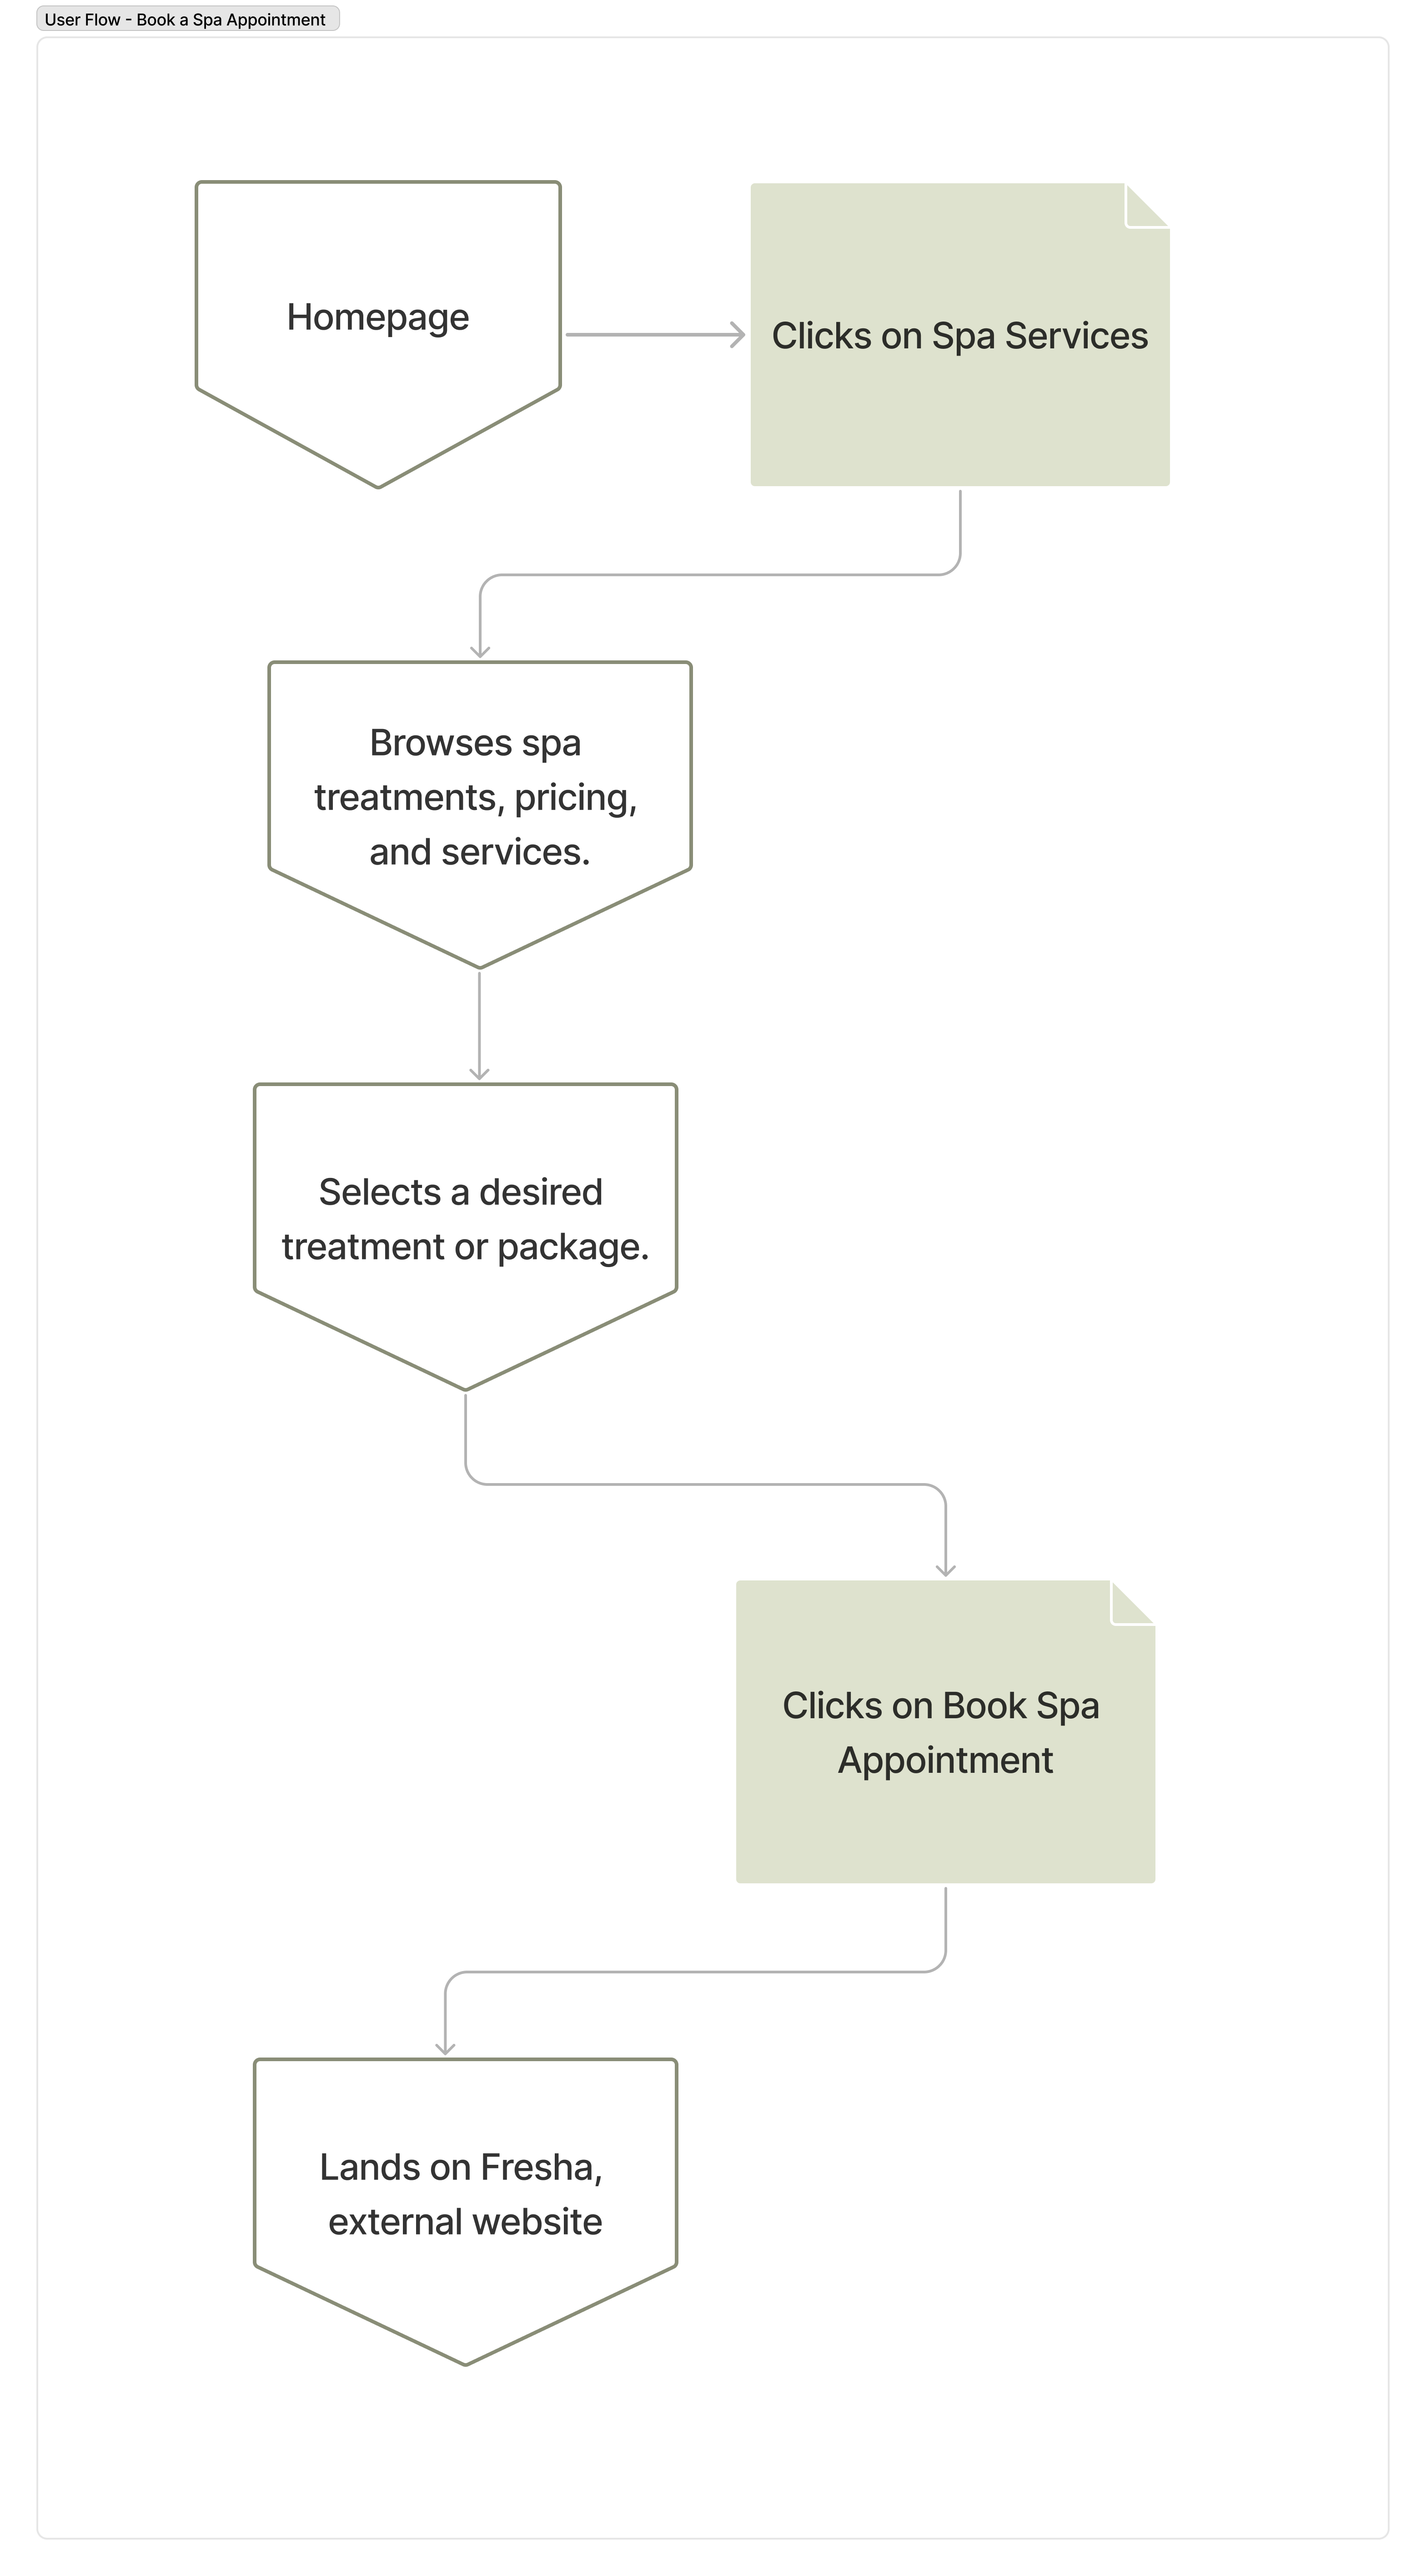 User Flow - Book a Spa Appointment
Homepage
Clicks on Spa Services
Browses spa
treatments, pricing,
and services.
Selects a desired
treatment or package.
Clicks on Book Spa
Appointment
Lands on Fresha,
external website